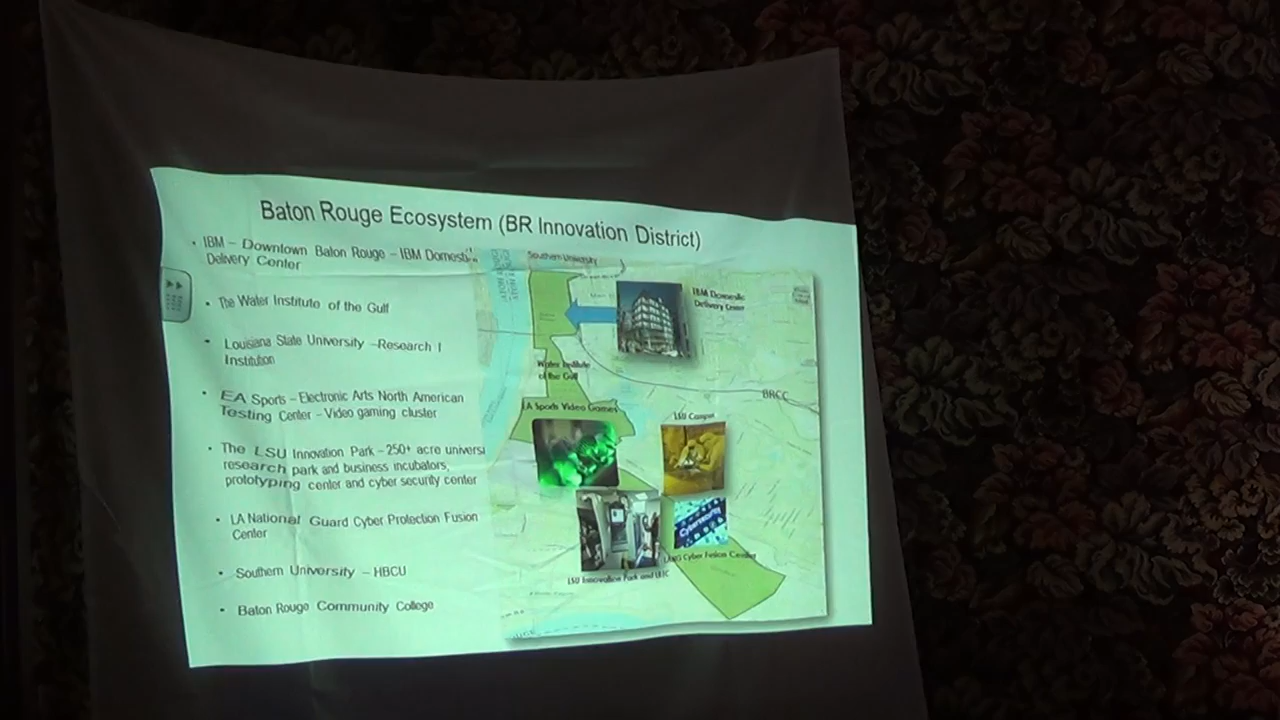 Baton Rouge Ecosystem (BR Innovation District)
• IBM – Downtown Baton Rouge – IBM Domesti
Delivery Center
• The Water Institute of the Gulf
• Louisiana State University –Research I
Institution
• EA Sports – Electronic Arts North American
Testing Center – Video gaming cluster
• The LSU Innovation Park – 250+ acre universi
research park and business incubators,
prototyping center and cyber security center
• LA National Guard Cyber Protection Fusion
Center
• Southern University – HBCU
• Baton Rouge Community College
Southern University
IBM Domestic
Delivery Center
Water Institute
of the Gulf
BRCC
EA Sports Video Games
LSU Campus
Cybersecurity
Cyber Fusion Center
LSU Innovation Park and